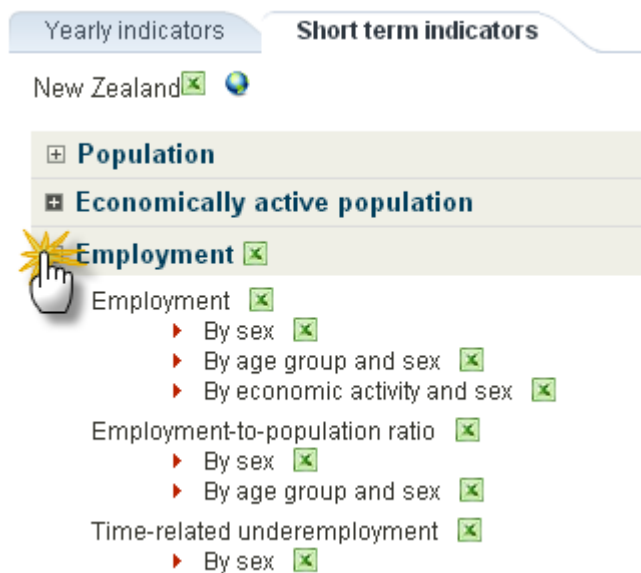 Yearly indicators
Short term indicators
New Zealand
Population
Economically active population
Employment
Employment
By sex
By age group and sex
By economic activity and sex
Employment-to-population ratio
By sex
By age group and sex
Time-related underemployment
By sex